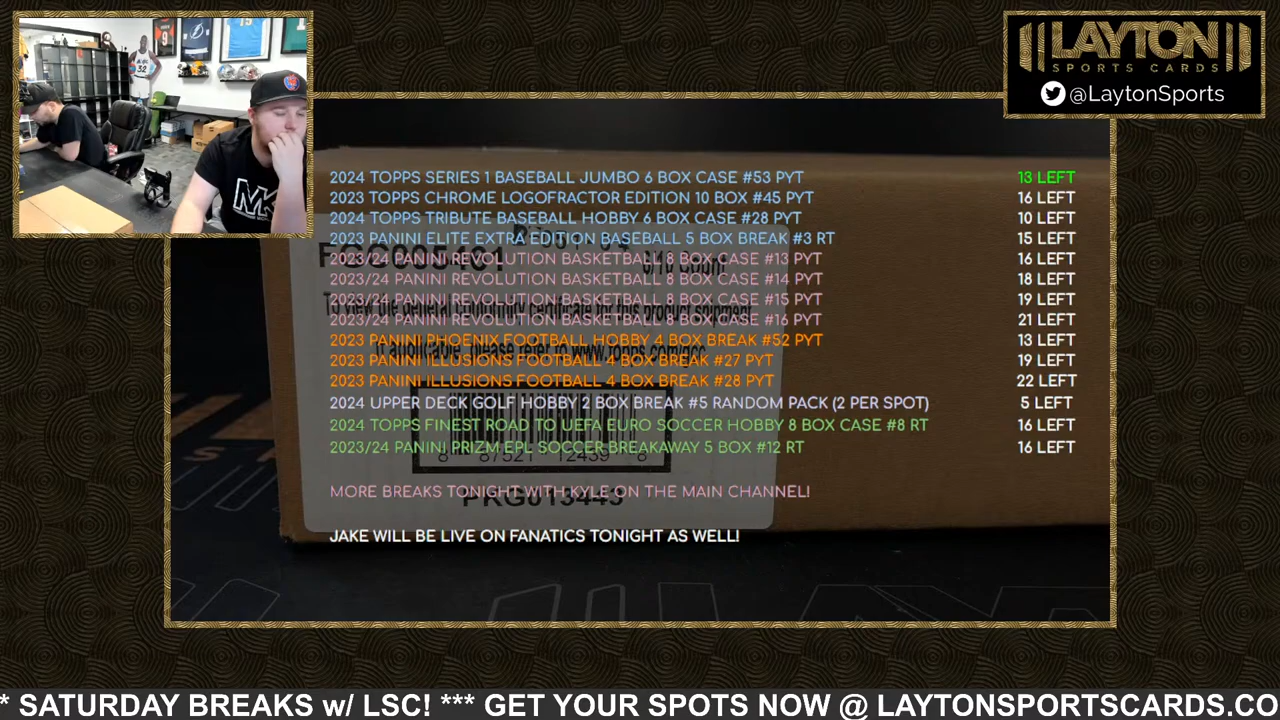 LAYTON
SPORTS CARDS
@LaytonSports
2024 TOPPS SERIES 1 BASEBALL JUMBO 6 BOX CASE #53 PYT 13 LEFT
2023 TOPPS CHROME LOGOFRACTOR EDITION 10 BOX #45 PYT 16 LEFT
2024 TOPPS TRIBUTE BASEBALL HOBBY 6 BOX CASE #28 PYT 10 LEFT
2023 PANINI ELITE EXTRA EDITION BASEBALL 5 BOX BREAK #3 RT 15 LEFT
2023/24 PANINI REVOLUTION BASKETBALL 8 BOX CASE #13 PYT 16 LEFT
2023/24 PANINI REVOLUTION BASKETBALL 8 BOX CASE #14 PYT 18 LEFT
2023/24 PANINI REVOLUTION BASKETBALL 8 BOX CASE #15 PYT 19 LEFT
2023/24 PANINI REVOLUTION BASKETBALL 8 BOX CASE #16 PYT 21 LEFT
2023 PANINI PHOENIX FOOTBALL HOBBY 4 BOX BREAK #52 PYT 13 LEFT
2023 PANINI ILLUSIONS FOOTBALL 4 BOX BREAK #27 PYT 19 LEFT
2023 PANINI ILLUSIONS FOOTBALL 4 BOX BREAK #28 PYT 22 LEFT
2024 UPPER DECK GOLF HOBBY 2 BOX BREAK #5 RANDOM PACK (2 PER SPOT) 5 LEFT
2024 TOPPS FINEST ROAD TO UEFA EURO SOCCER HOBBY 8 BOX CASE #8 RT 16 LEFT
2023/24 PANINI PRIZM EPL SOCCER BREAKAWAY 5 BOX #12 RT 16 LEFT
8 87521 12439 8
MORE BREAKS TONIGHT WITH KYLE ON THE MAIN CHANNEL!
PKG013443
JAKE WILL BE LIVE ON FANATICS TONIGHT AS WELL!
* SATURDAY BREAKS w/ LSC! *** GET YOUR SPOTS NOW @ LAYTONSPORTSCARDS.CO